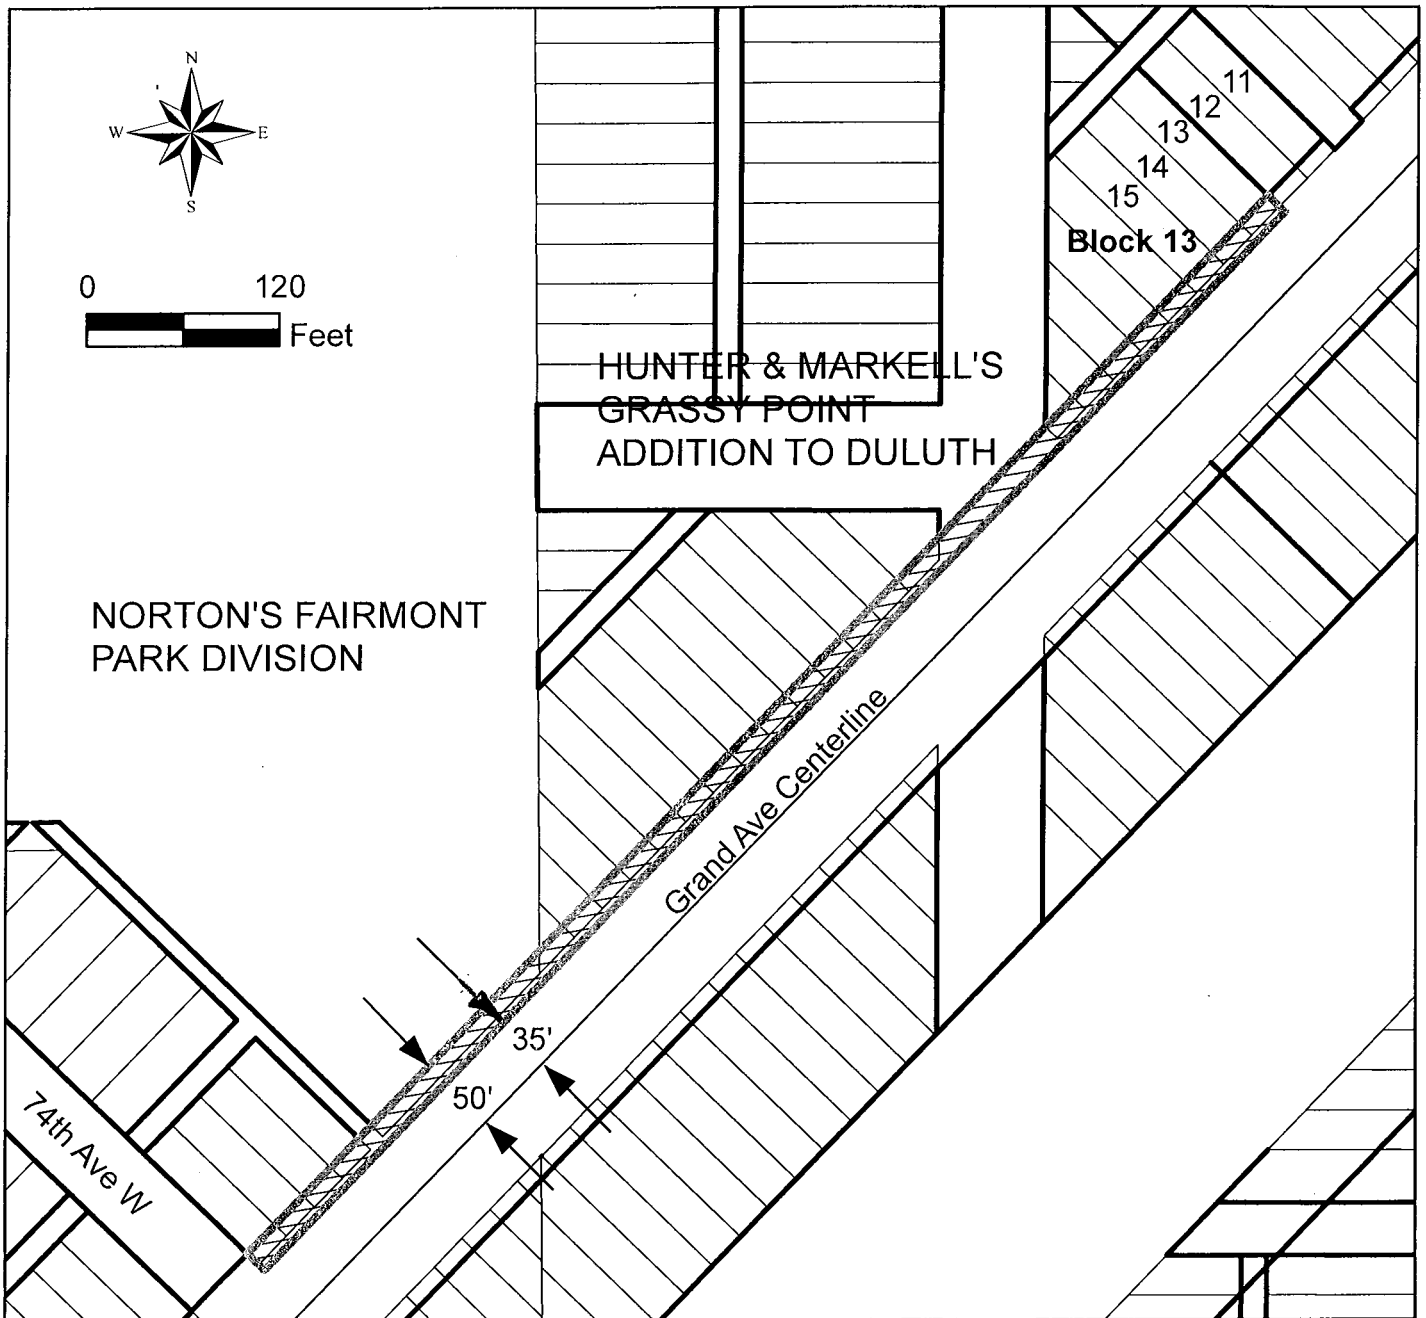 N
W E
S
0 120
Feet
11
12
13
14
15
Block 13
HUNTER & MARKELL'S
GRASSY POINT
ADDITION TO DULUTH
NORTON'S FAIRMONT
PARK DIVISION
Grand Ave Centerline
35'
50'
74th Ave W